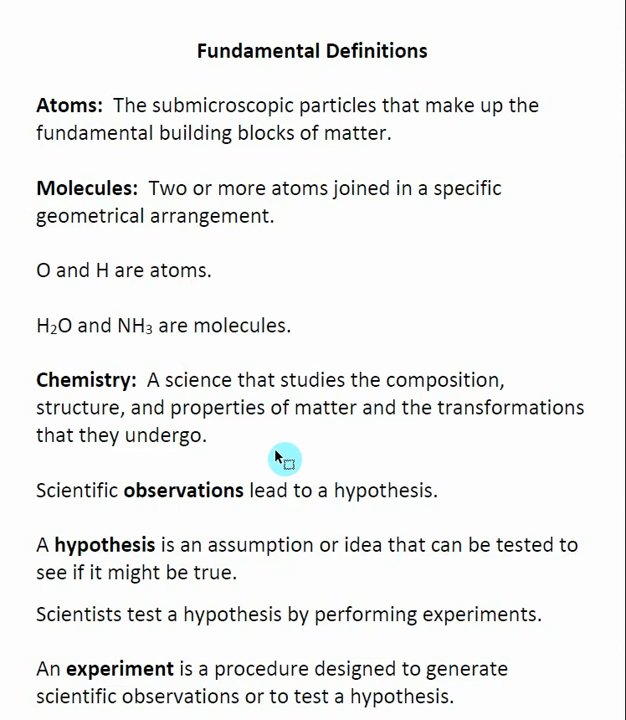 Fundamental Definitions
Atoms: The submicroscopic particles that make up the
fundamental building blocks of matter.
Molecules: Two or more atoms joined in a specific
geometrical arrangement.
O and H are atoms.
H₂O and NH₃ are molecules.
Chemistry: A science that studies the composition,
structure, and properties of matter and the transformations
that they undergo.
Scientific observations lead to a hypothesis.
A hypothesis is an assumption or idea that can be tested to
see if it might be true.
Scientists test a hypothesis by performing experiments.
An experiment is a procedure designed to generate
scientific observations or to test a hypothesis.